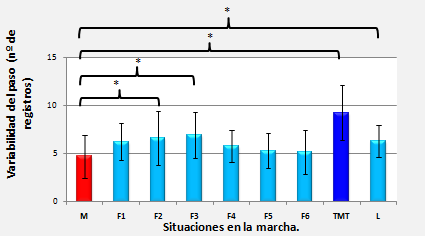 *
*
*
*
Variabilidad del paso (nº de
registros)
15
10
5
0
M F1 F2 F3 F4 F5 F6 TMT L
Situaciones en la marcha.